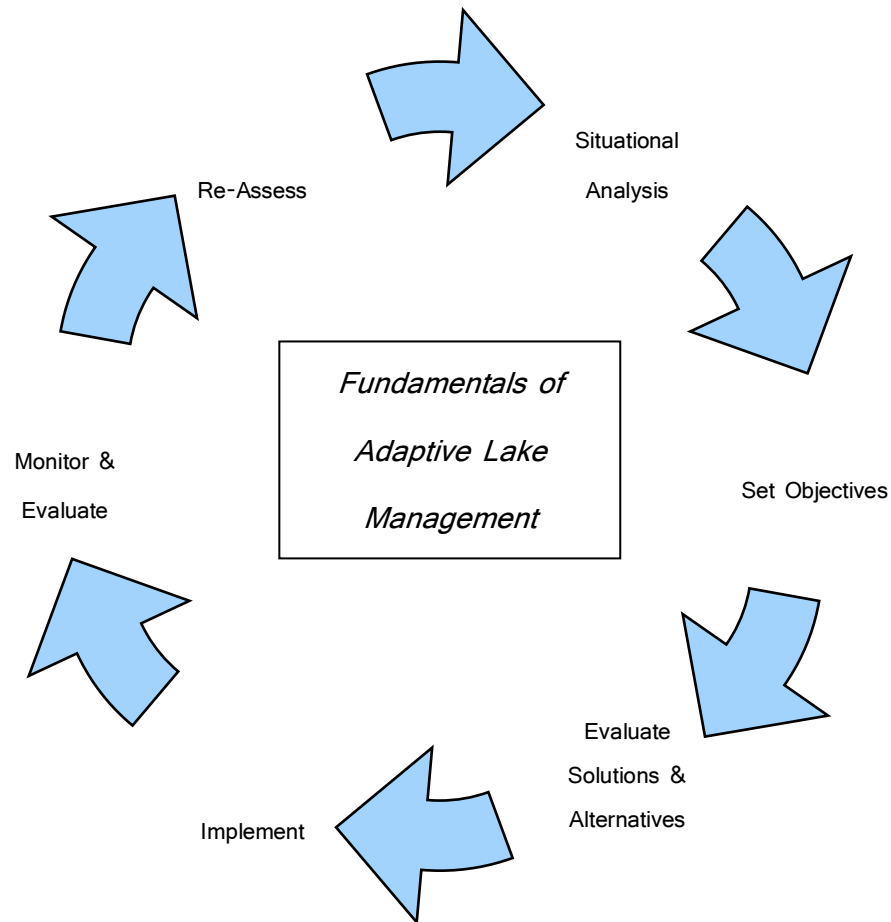 Situational
Analysis
Re-Assess
Fundamentals of
Adaptive Lake
Management
Monitor &
Evaluate
Set Objectives
Evaluate
Solutions &
Alternatives
Implement